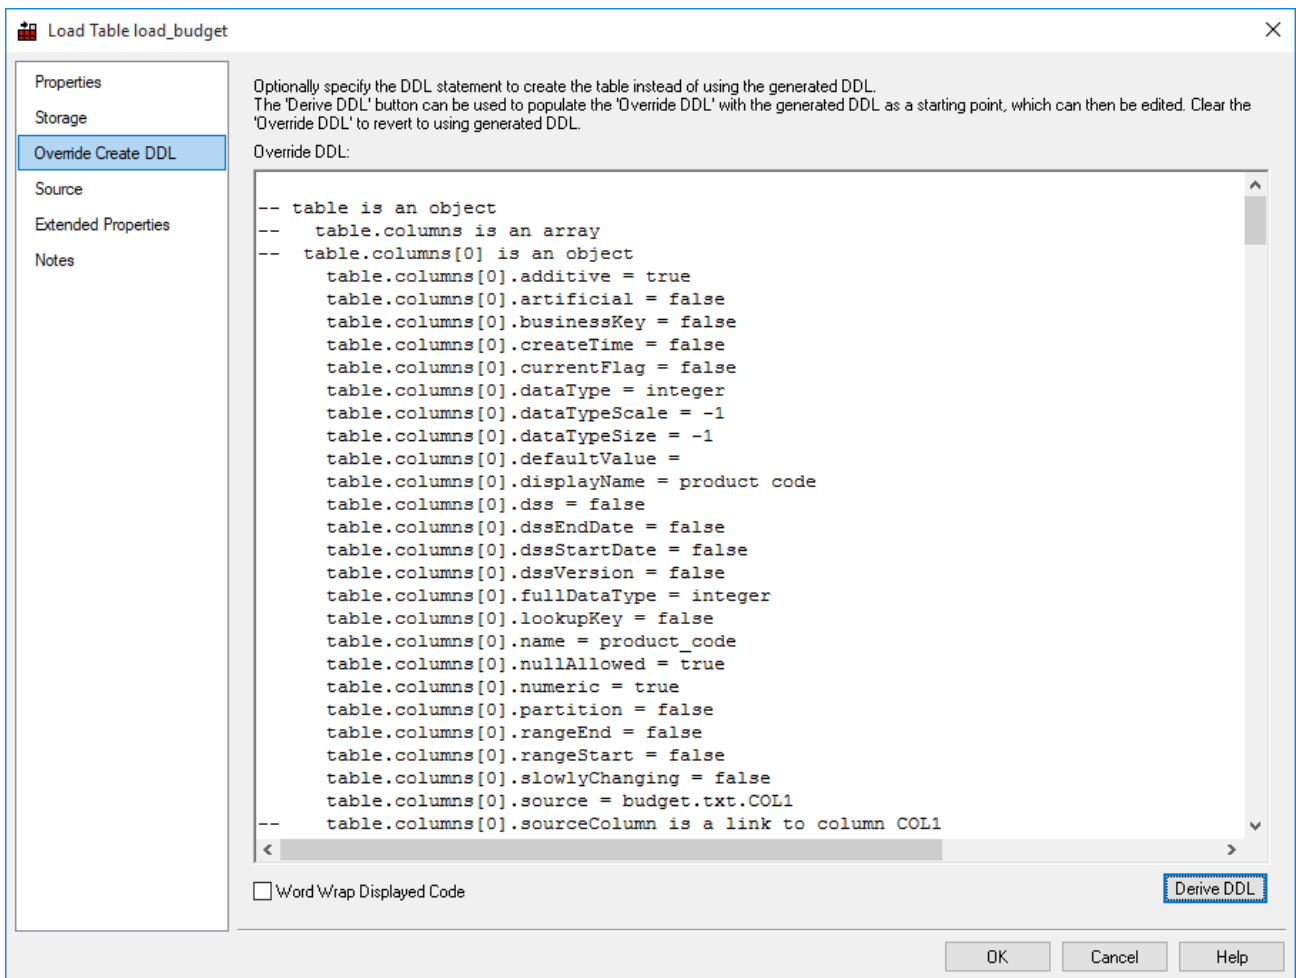 Load Table load_budget
Properties
Storage
Override Create DDL
Source
Extended Properties
Notes
Optionally specify the DDL statement to create the table instead of using the generated DDL.
The 'Derive DDL' button can be used to populate the 'Override DDL' with the generated DDL as a starting point, which can then be edited. Clear the
'Override DDL' to revert to using generated DDL.
Override DDL:
-- table is an object
--   table.columns is an array
--  table.columns[0] is an object
      table.columns[0].additive = true
      table.columns[0].artificial = false
      table.columns[0].businessKey = false
      table.columns[0].createTime = false
      table.columns[0].currentFlag = false
      table.columns[0].dataType = integer
      table.columns[0].dataTypeScale = -1
      table.columns[0].dataTypeSize = -1
      table.columns[0].defaultValue =
      table.columns[0].displayName = product code
      table.columns[0].dss = false
      table.columns[0].dssEndDate = false
      table.columns[0].dssStartDate = false
      table.columns[0].dssVersion = false
      table.columns[0].fullDataType = integer
      table.columns[0].lookupKey = false
      table.columns[0].name = product_code
      table.columns[0].nullAllowed = true
      table.columns[0].numeric = true
      table.columns[0].partition = false
      table.columns[0].rangeEnd = false
      table.columns[0].rangeStart = false
      table.columns[0].slowlyChanging = false
      table.columns[0].source = budget.txt.COL1
--    table.columns[0].sourceColumn is a link to column COL1
Word Wrap Displayed Code
Derive DDL
OK
Cancel
Help